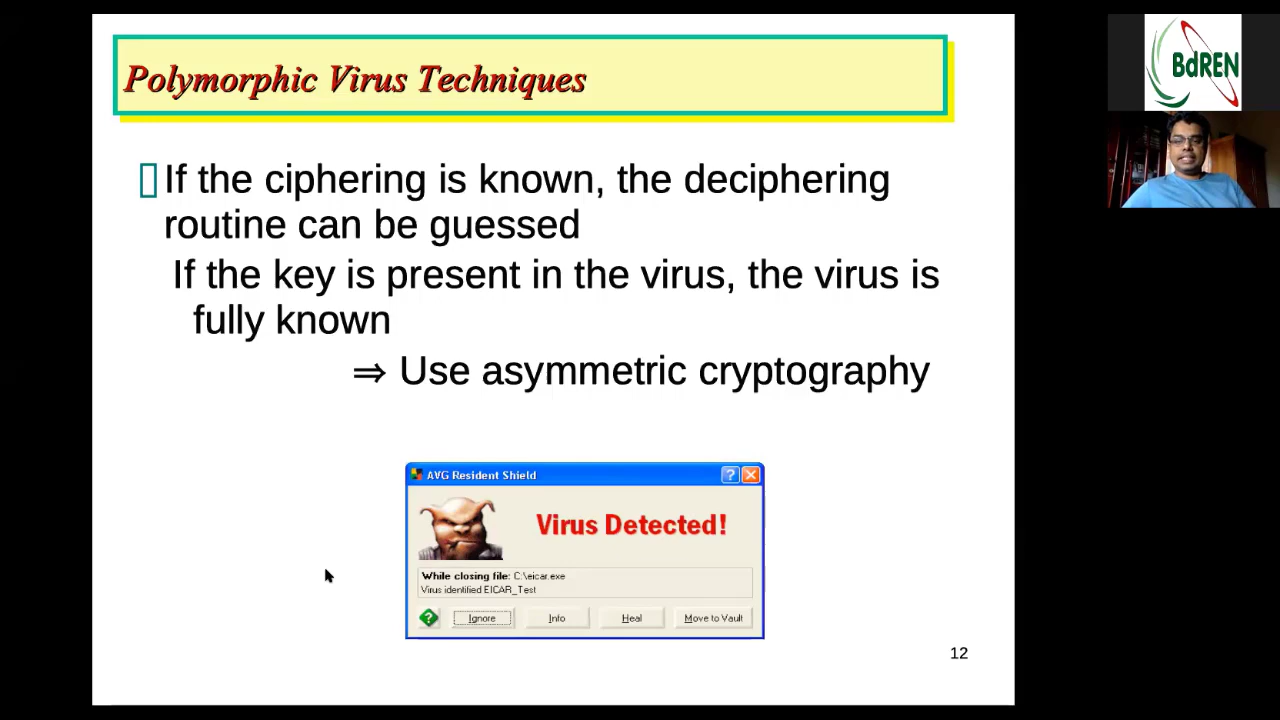 Polymorphic Virus Techniques
If the ciphering is known, the deciphering
routine can be guessed
If the key is present in the virus, the virus is
fully known
⇒ Use asymmetric cryptography
AVG Resident Shield
?
Virus Detected!
While closing file: C:\eicar.exe
Virus identified EICAR_Test
? Ignore Info Heal Move to Vault
12
BdREN